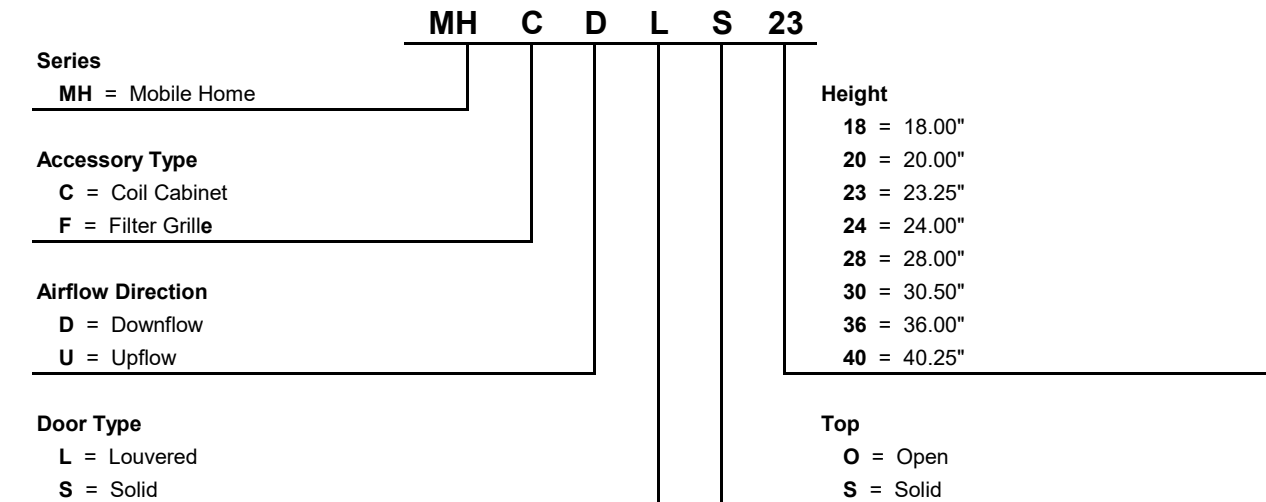 MH C D L S 23
Series
MH = Mobile Home
Accessory Type
C = Coil Cabinet
F = Filter Grille
Airflow Direction
D = Downflow
U = Upflow
Door Type
L = Louvered
S = Solid
Height
18 = 18.00"
20 = 20.00"
23 = 23.25"
24 = 24.00"
28 = 28.00"
30 = 30.50"
36 = 36.00"
40 = 40.25"
Top
O = Open
S = Solid